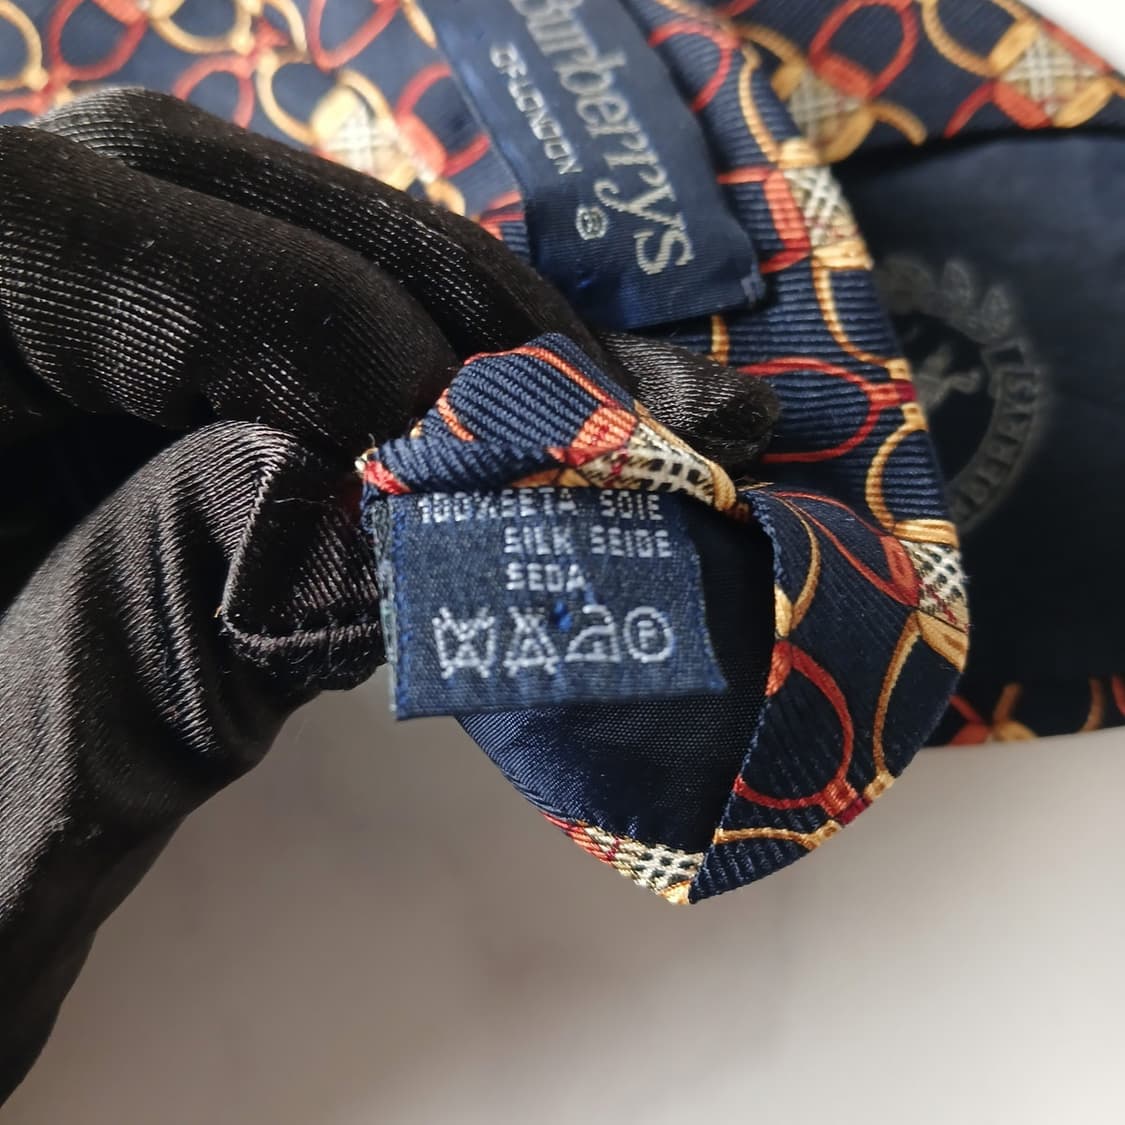 Burberrys
OF LONDON
®
100%SETA SOIE
SILK SEIDE
SEDA
P